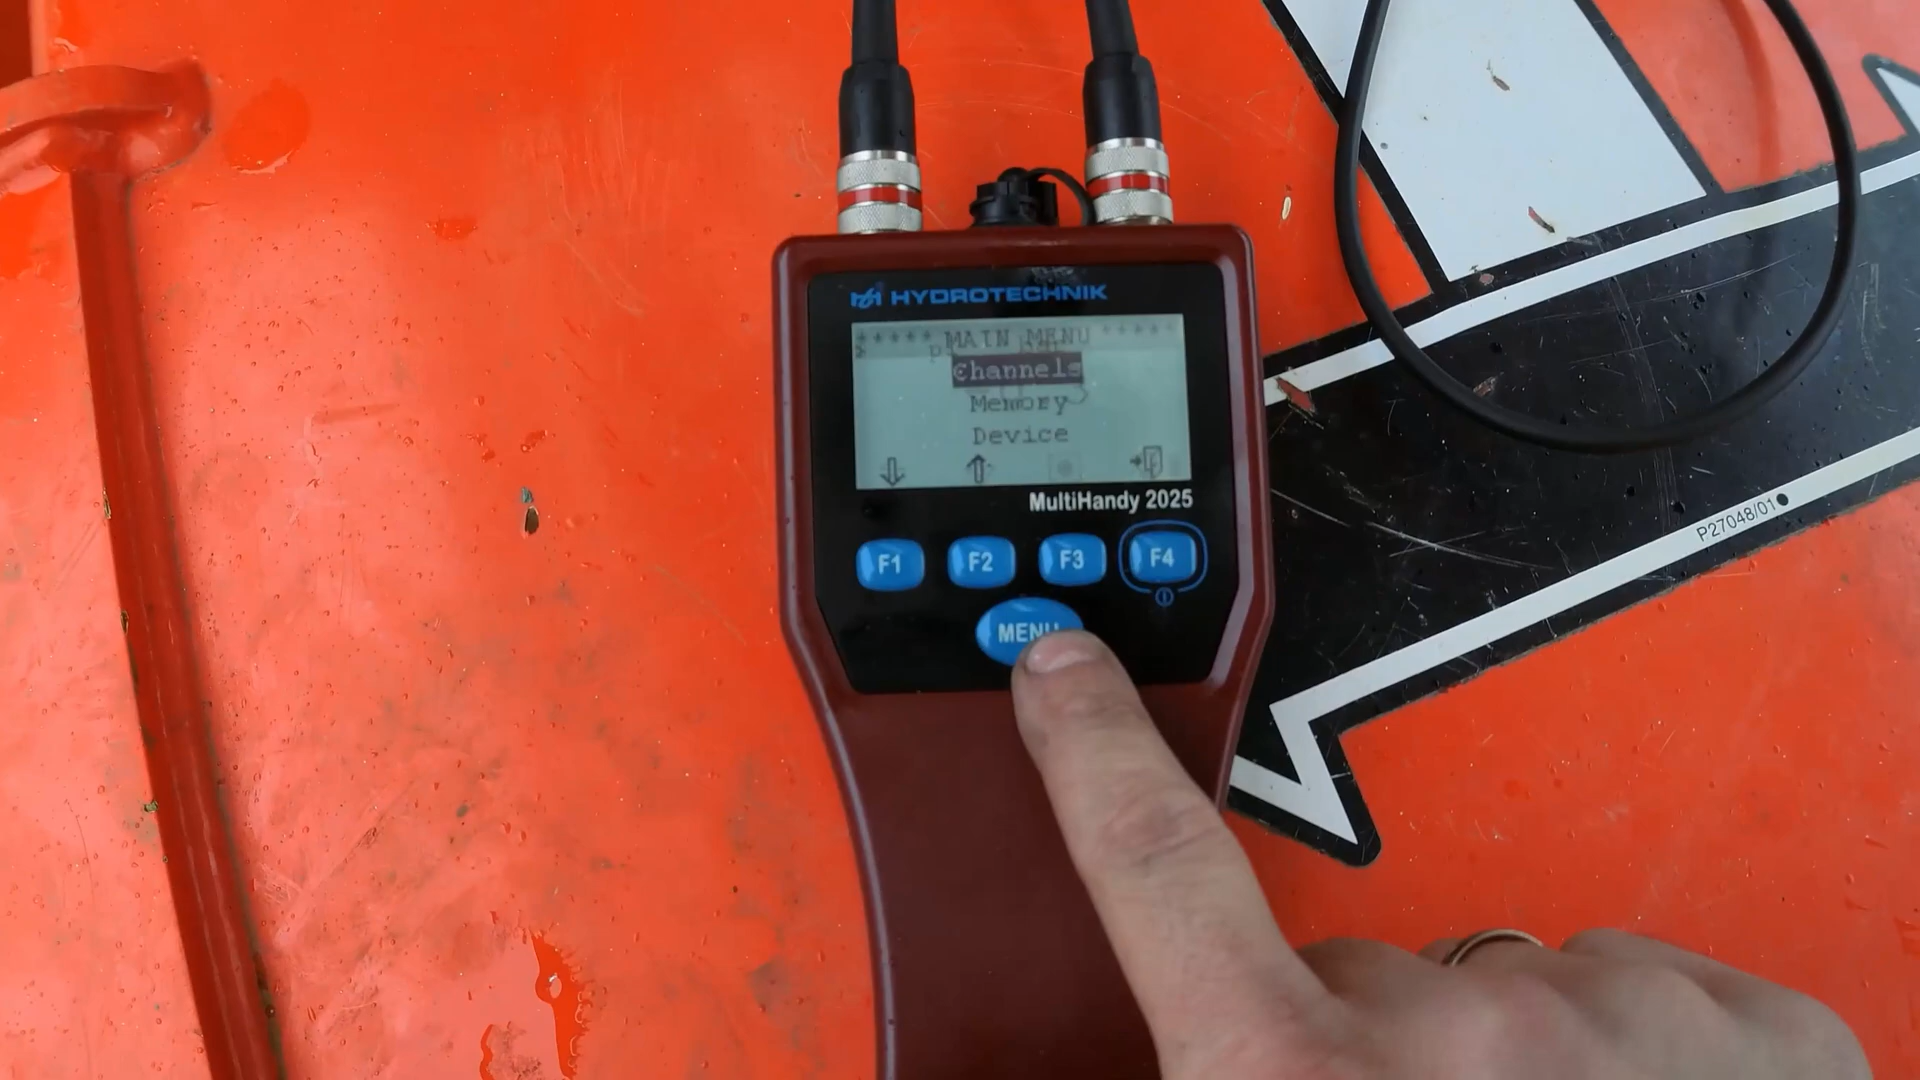 HYDROTECHNIK
***** MAIN MENU *****
Channels
Memory
Device
MultiHandy 2025
F1 F2 F3 F4
MENU
P27048/01